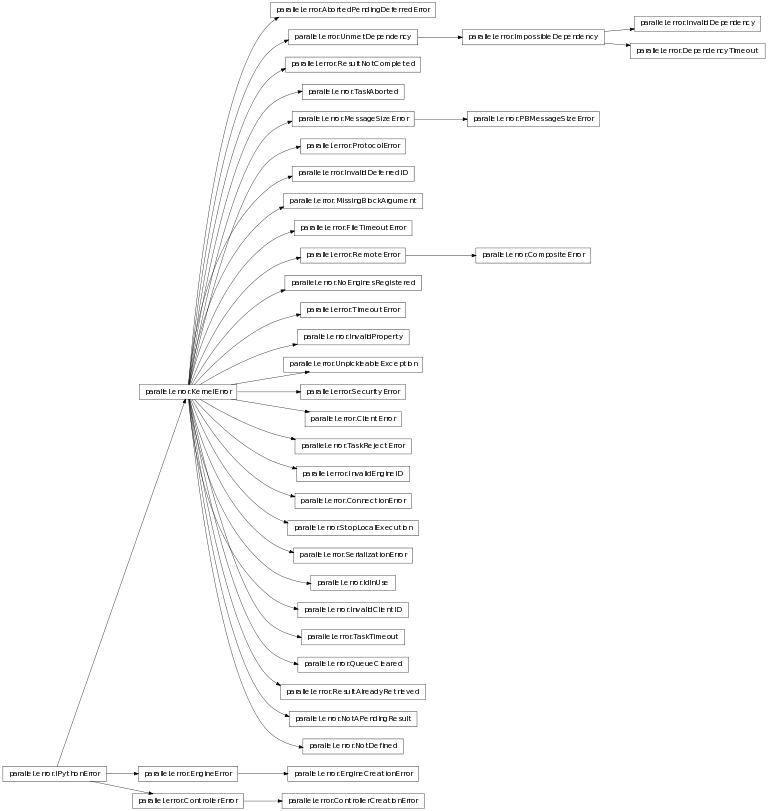 parallel.error.AbortedPendingDeferredError
parallel.error.InvalidDependency
parallel.error.UnmetDependency
parallel.error.ImpossibleDependency
parallel.error.DependencyTimeout
parallel.error.ResultNotCompleted
parallel.error.TaskAborted
parallel.error.MessageSizeError
parallel.error.PBMessageSizeError
parallel.error.ProtocolError
parallel.error.InvalidDeferredID
parallel.error.MissingBlockArgument
parallel.error.FileTimeoutError
parallel.error.RemoteError
parallel.error.CompositeError
parallel.error.NoEnginesRegistered
parallel.error.TimeoutError
parallel.error.InvalidProperty
parallel.error.UnpickleableException
parallel.error.KernelError
parallel.error.SecurityError
parallel.error.ClientError
parallel.error.TaskRejectError
parallel.error.InvalidEngineID
parallel.error.ConnectionError
parallel.error.StopLocalExecution
parallel.error.SerializationError
parallel.error.IdInUse
parallel.error.InvalidClientID
parallel.error.TaskTimeout
parallel.error.QueueCleared
parallel.error.ResultAlreadyRetrieved
parallel.error.NotAPendingResult
parallel.error.NotDefined
parallel.error.IPythonError
parallel.error.EngineError
parallel.error.EngineCreationError
parallel.error.ControllerError
parallel.error.ControllerCreationError